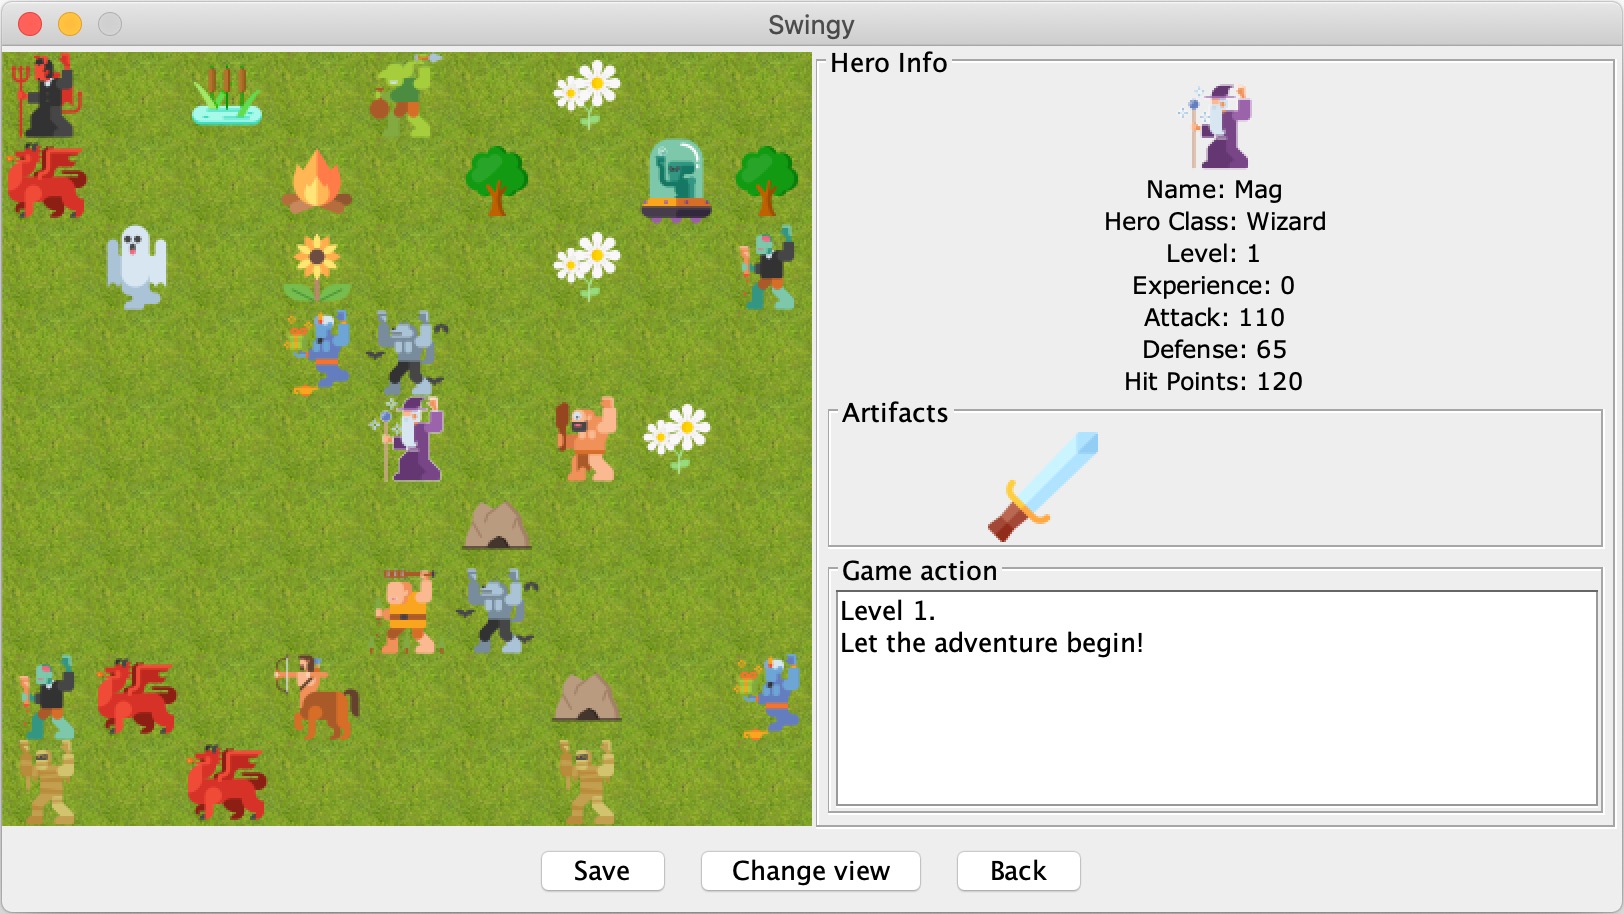 Swingy
Hero Info
Name: Mag
Hero Class: Wizard
Level: 1
Experience: 0
Attack: 110
Defense: 65
Hit Points: 120
Artifacts
Game action
Level 1.
Let the adventure begin!
Save
Change view
Back